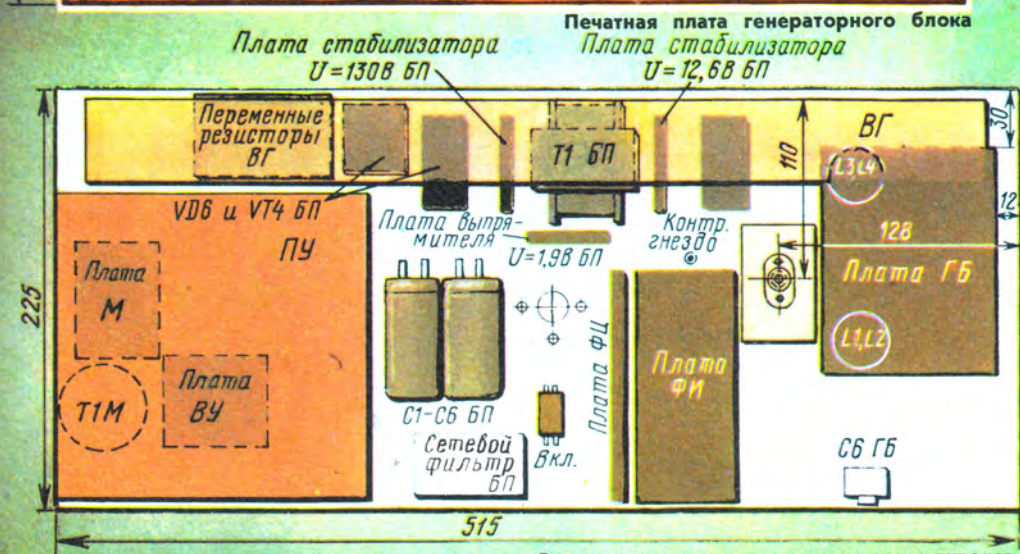 Печатная плата генераторного блока
Плата стабилизатора
U=130В БП
Плата стабилизатора
U=12,6В БП
Переменные
резисторы
ВГ
Т1 БП
ВГ
30
110
L3L4
12
VD6 и VT4 БП
Плата выпря-
мителя
U=1,9В БП
Контр.
гнездо
128
ПУ
Плата
М
Плата ГБ
225
L1,L2
Плата ФЦ
Плата
ФИ
Т1М
Плата
ВУ
С1-С6 БП
Сетевой
фильтр
БП
Вкл.
С6 ГБ
515